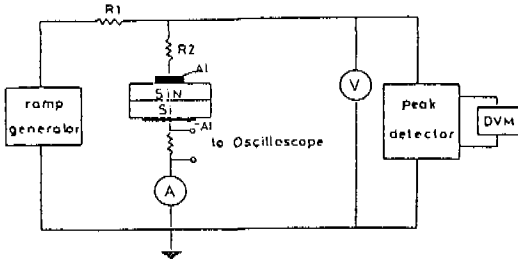 R1
R2
Al
SiN
Si
Al
to Oscilloscope
ramp
generator
A
V
peak
detector
DVM